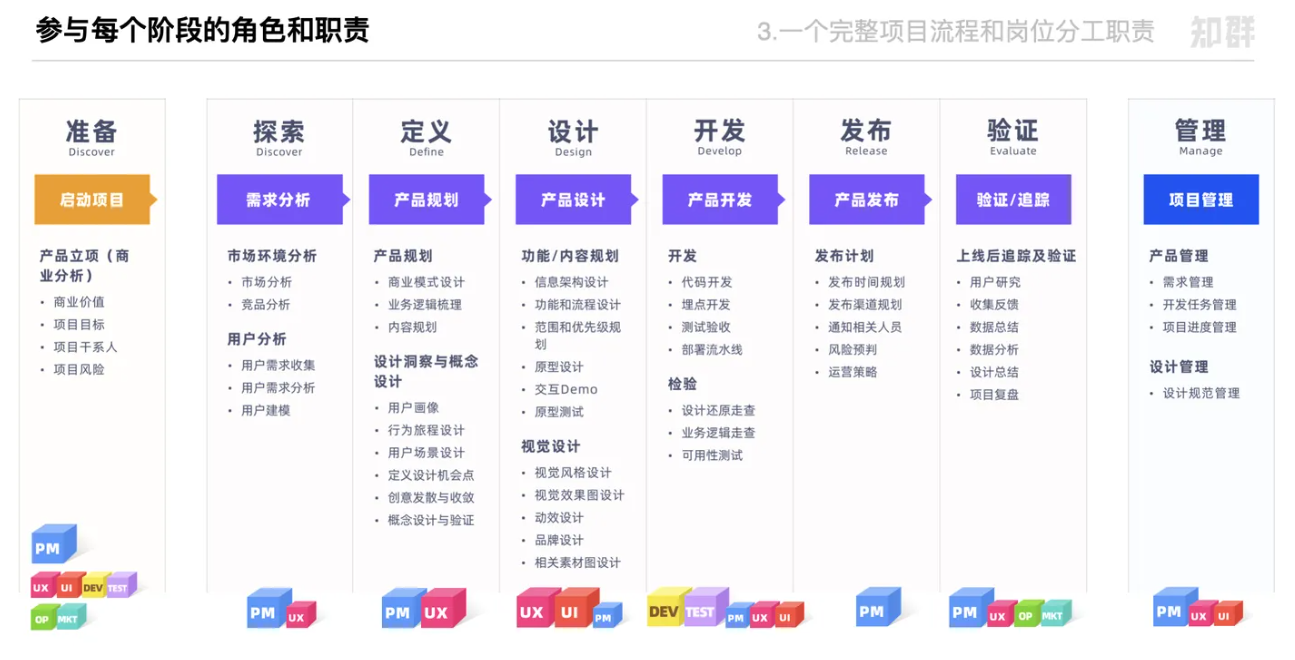 参与每个阶段的角色和职责
3.一个完整项目流程和岗位分工职责
知群
准备
Discover
启动项目
产品立项（商
业分析）
• 商业价值
• 项目目标
• 项目干系人
• 项目风险
PM
UX UI DEV TEST
OP MKT
探索
Discover
需求分析
市场环境分析
• 市场分析
• 竞品分析
用户分析
• 用户需求收集
• 用户需求分析
• 用户建模
PM UX
定义
Define
产品规划
产品规划
• 商业模式设计
• 业务逻辑梳理
• 内容规划
设计洞察与概念
设计
• 用户画像
• 行为旅程设计
• 用户场景设计
• 定义设计机会点
• 创意发散与收敛
• 概念设计与验证
PM UX
设计
Design
产品设计
功能/内容规划
• 信息架构设计
• 功能和流程设计
• 范围和优先级规
划
• 原型设计
• 交互Demo
• 原型测试
视觉设计
• 视觉风格设计
• 视觉效果图设计
• 动效设计
• 品牌设计
• 相关素材图设计
UX UI PM
开发
Develop
产品开发
开发
• 代码开发
• 埋点开发
• 测试验收
• 部署流水线
检验
• 设计还原走查
• 业务逻辑走查
• 可用性测试
DEV TEST PM UX UI
发布
Release
产品发布
发布计划
• 发布时间规划
• 发布渠道规划
• 通知相关人员
• 风险预判
• 运营策略
PM
验证
Evaluate
验证/追踪
上线后追踪及验证
• 用户研究
• 收集反馈
• 数据总结
• 数据分析
• 设计总结
• 项目复盘
PM UX OP MKT
管理
Manage
项目管理
产品管理
• 需求管理
• 开发任务管理
• 项目进度管理
设计管理
• 设计规范管理
PM UX UI